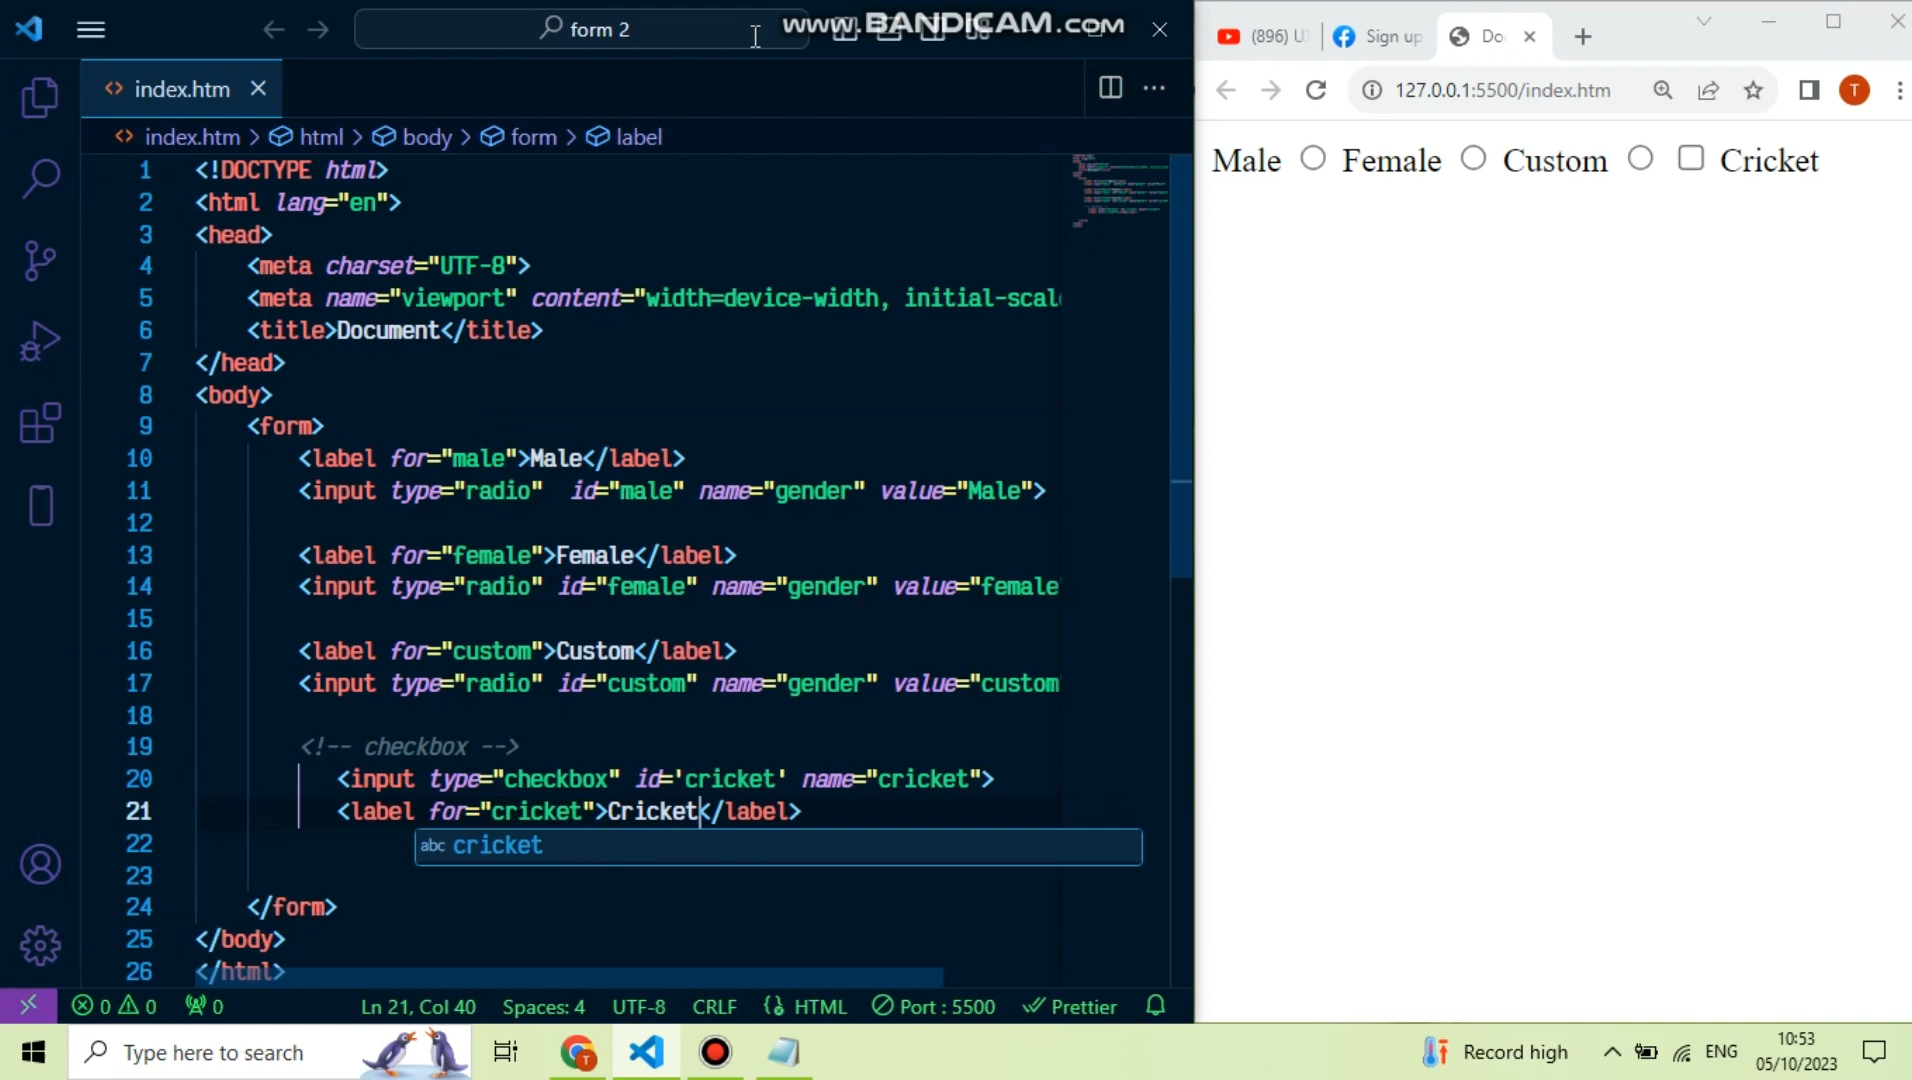 form 2
www.BANDICAM.com
index.htm
index.htm > html > body > form > label
1 <!DOCTYPE html>
2 <html lang="en">
3 <head>
4 <meta charset="UTF-8">
5 <meta name="viewport" content="width=device-width, initial-scal
6 <title>Document</title>
7 </head>
8 <body>
9 <form>
10 <label for="male">Male</label>
11 <input type="radio"  id="male" name="gender" value="Male">
12
13 <label for="female">Female</label>
14 <input type="radio" id="female" name="gender" value="female
15
16 <label for="custom">Custom</label>
17 <input type="radio" id="custom" name="gender" value="custom
18
19 <!-- checkbox -->
20 <input type="checkbox" id='cricket' name="cricket">
21 <label for="cricket">Cricket</label>
22 abc cricket
23
24 </form>
25 </body>
26 </html>
0 0 0 Ln 21, Col 40 Spaces: 4 UTF-8 CRLF HTML Port : 5500 Prettier
(896) U
Sign up
Do
127.0.0.1:5500/index.htm
T
Male Female Custom Cricket
Type here to search
T
Record high
ENG
10:53
05/10/2023